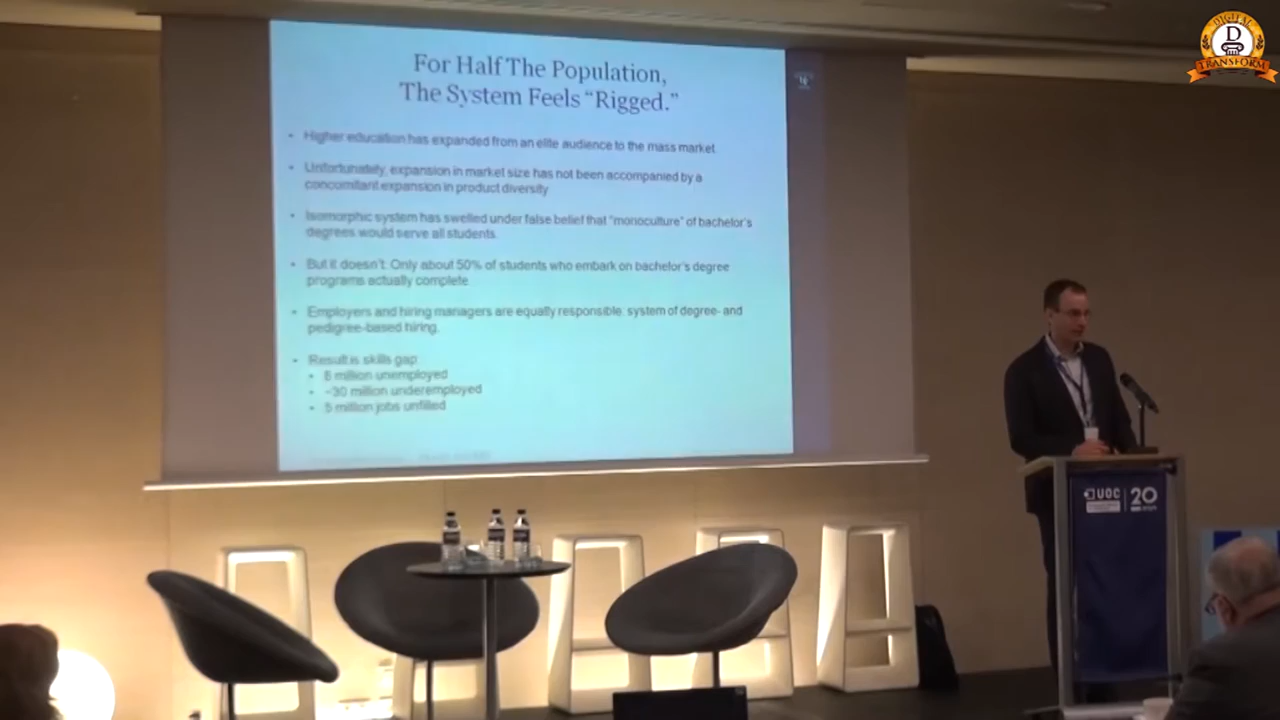 DIGITAL
D
TRANSFORM
For Half The Population,
The System Feels “Rigged.”
• Higher education has expanded from an elite audience to the mass market.
• Unfortunately, expansion in market size has not been accompanied by a
concomitant expansion in product diversity
• Isomorphic system has swelled under false belief that “monoculture” of bachelor’s
degrees would serve all students.
• But it doesn’t. Only about 50% of students who embark on bachelor’s degree
programs actually complete.
• Employers and hiring managers are equally responsible: system of degree- and
pedigree-based hiring.
• Result is skills gap
• million unemployed
• ~30 million underemployed
• 5 million jobs unfilled
UOC
20